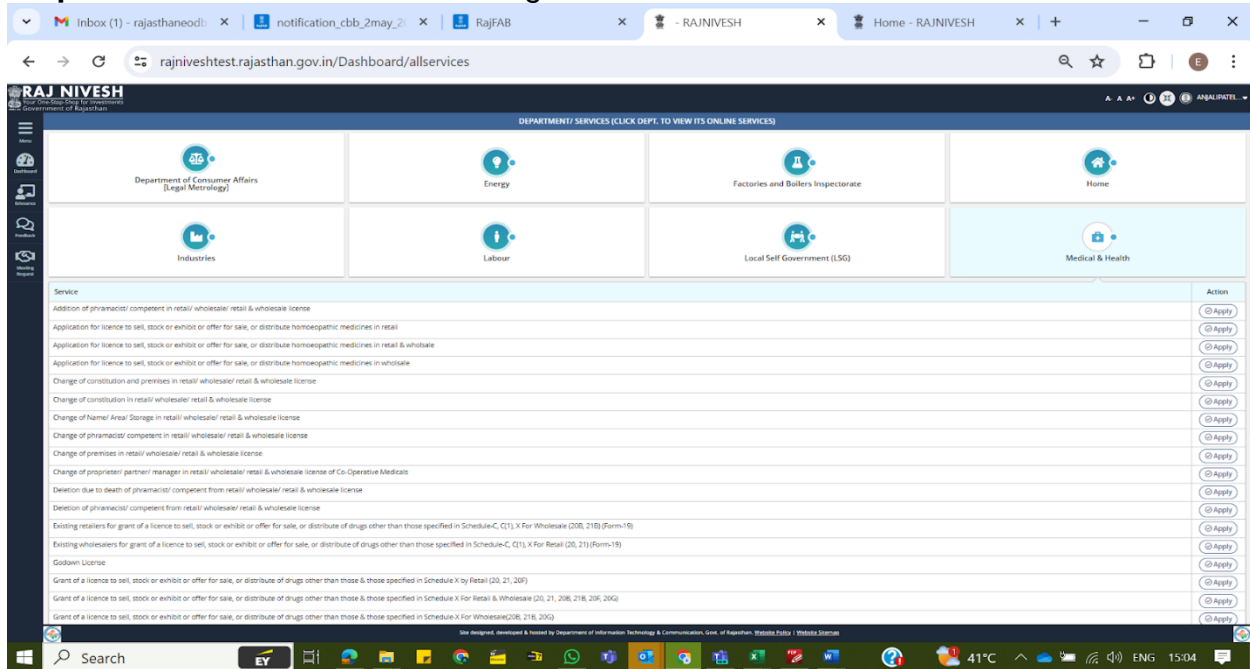 Inbox (1) - rajasthaneodb
notification_cbb_2may_20
RajFAB
- RAJNIVESH
Home - RAJNIVESH
rajniveshtest.rajasthan.gov.in/Dashboard/allservices
E
RAJ NIVESH
Your One-Stop-Shop for Investments
Government of Rajasthan
A- A A+
ANJALIPATEL...
Menu
Dashboard
Grievance
Feedback
Meeting Request
DEPARTMENT/ SERVICES (CLICK DEPT. TO VIEW ITS ONLINE SERVICES)
Department of Consumer Affairs
[Legal Metrology]
Energy
Factories and Boilers Inspectorate
Home
Industries
Labour
Local Self Government (LSG)
Medical & Health
Service Action
Addition of phramacist/ competent in retail/ wholesale/ retail & wholesale license Apply
Application for licence to sell, stock or exhibit or offer for sale, or distribute homoeopathic medicines in retail Apply
Application for licence to sell, stock or exhibit or offer for sale, or distribute homoeopathic medicines in retail & wholsale Apply
Application for licence to sell, stock or exhibit or offer for sale, or distribute homoeopathic medicines in wholsale Apply
Change of constitution and premises in retail/ wholesale/ retail & wholesale license Apply
Change of constitution in retail/ wholesale/ retail & wholesale license Apply
Change of Name/ Area/ Storage in retail/ wholesale/ retail & wholesale license Apply
Change of phramacist/ competent in retail/ wholesale/ retail & wholesale license Apply
Change of premises in retail/ wholesale/ retail & wholesale license Apply
Change of proprieter/ partner/ manager in retail/ wholesale/ retail & wholesale license of Co-Operative Medicals Apply
Deletion due to death of phramacist/ competent from retail/ wholesale/ retail & wholesale license Apply
Deletion of phramacist/ competent from retail/ wholesale/ retail & wholesale license Apply
Existing retailers for grant of a licence to sell, stock or exhibit or offer for sale, or distribute of drugs other than those specified in Schedule-C, C(1), X For Wholesale (20B, 21B) (Form-19) Apply
Existing wholesalers for grant of a licence to sell, stock or exhibit or offer for sale, or distribute of drugs other than those specified in Schedule-C, C(1), X For Retail (20, 21) (Form-19) Apply
Godown License Apply
Grant of a licence to sell, stock or exhibit or offer for sale, or distribute of drugs other than those & those specified in Schedule X by Retail (20, 21, 20F) Apply
Grant of a licence to sell, stock or exhibit or offer for sale, or distribute of drugs other than those & those specified in Schedule-X For Retail & Wholesale (20, 21, 20B, 21B, 20F, 20G) Apply
Grant of a licence to sell, stock or exhibit or offer for sale, or distribute of drugs other than those & those specified in Schedule-X For Wholesale(20B, 21B, 20G) Apply
Site designed, developed & hosted by Department of Information Technology & Communication, Govt. of Rajasthan. Website Policy | Website Sitemap
Search
EY
41°C
ENG
15:04